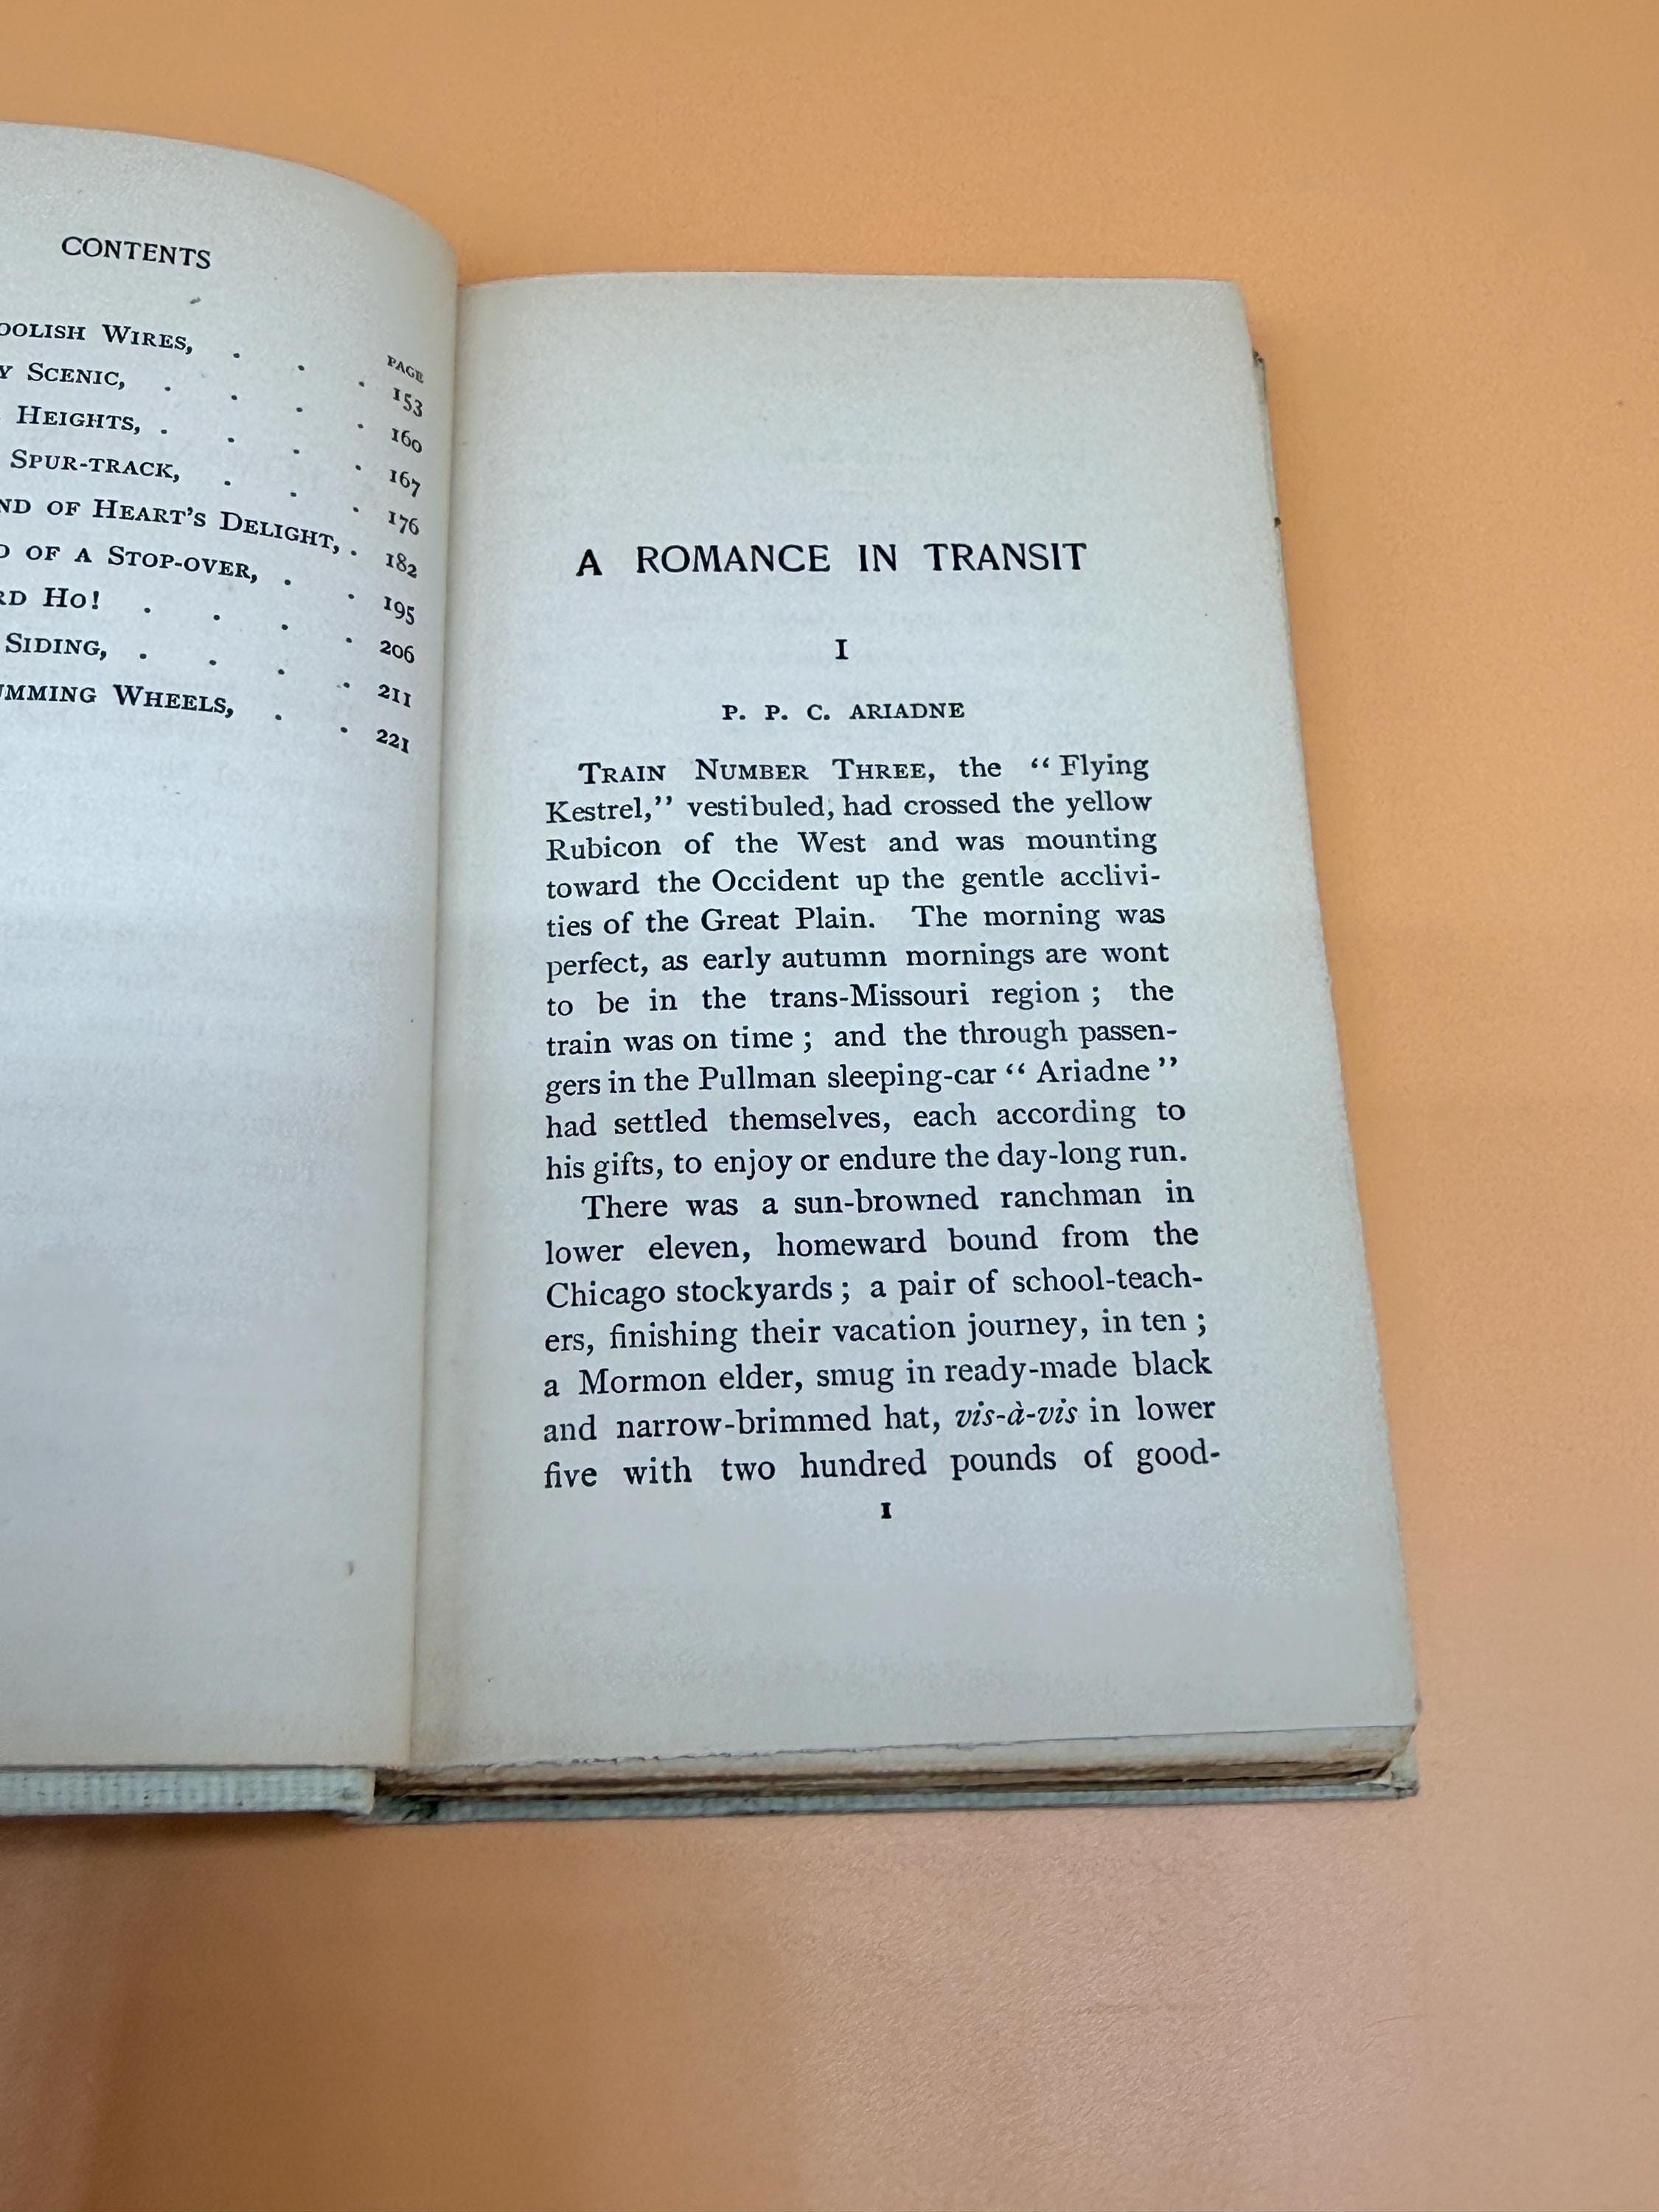 CONTENTS
PAGE
OOLISH WIRES, . . . 153
Y SCENIC, . . . . 160
HEIGHTS, . . . . 167
SPUR-TRACK, . . . 176
ND OF HEART'S DELIGHT, . 182
D OF A STOP-OVER, . . 195
RD HO! . . . . 206
SIDING, . . . . 211
UMMING WHEELS, . . 221
A ROMANCE IN TRANSIT
I
P. P. C. ARIADNE
TRAIN NUMBER THREE, the “ Flying
Kestrel,” vestibuled, had crossed the yellow
Rubicon of the West and was mounting
toward the Occident up the gentle acclivi-
ties of the Great Plain. The morning was
perfect, as early autumn mornings are wont
to be in the trans-Missouri region ; the
train was on time ; and the through passen-
gers in the Pullman sleeping-car “ Ariadne ”
had settled themselves, each according to
his gifts, to enjoy or endure the day-long run.
There was a sun-browned ranchman in
lower eleven, homeward bound from the
Chicago stockyards ; a pair of school-teach-
ers, finishing their vacation journey, in ten ;
a Mormon elder, smug in ready-made black
and narrow-brimmed hat, vis-à-vis in lower
five with two hundred pounds of good-
1